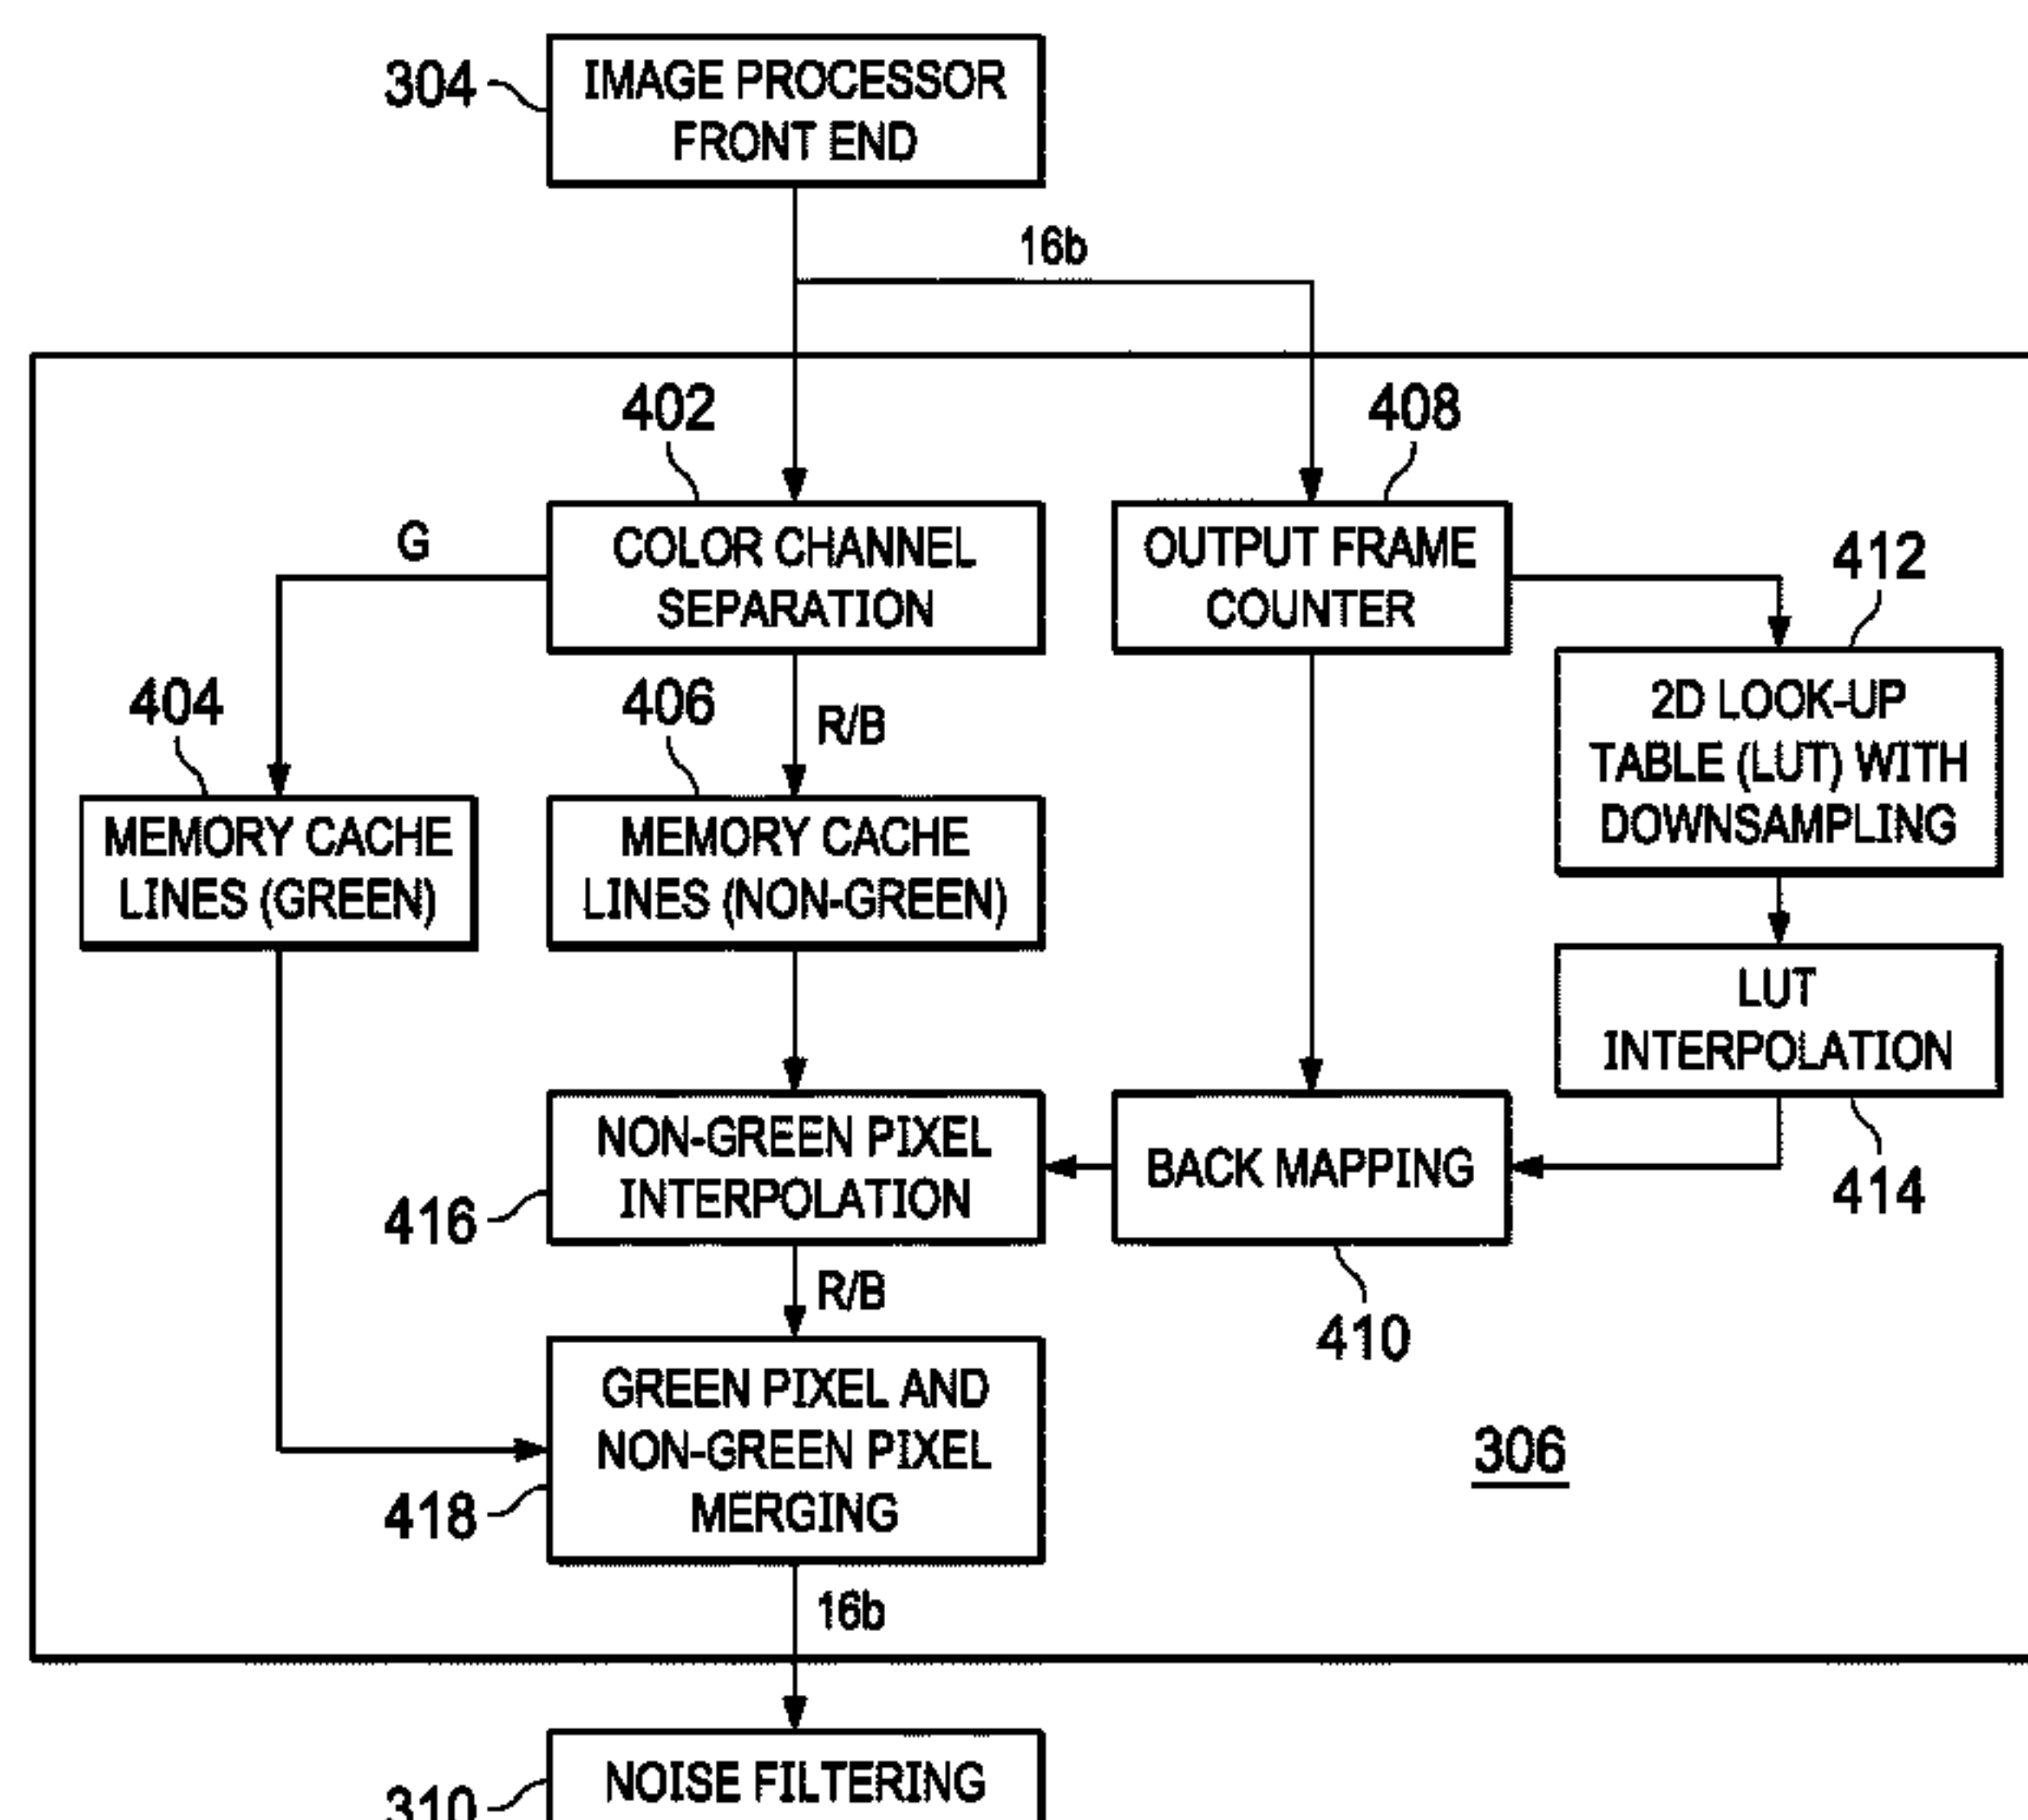 304
IMAGE PROCESSOR
FRONT END
16b
402
408
G
COLOR CHANNEL
SEPARATION
OUTPUT FRAME
COUNTER
412
404
406
R/B
2D LOOK-UP
TABLE (LUT) WITH
DOWNSAMPLING
MEMORY CACHE
LINES (GREEN)
MEMORY CACHE
LINES (NON-GREEN)
LUT
INTERPOLATION
416
NON-GREEN PIXEL
INTERPOLATION
BACK MAPPING
414
R/B
410
GREEN PIXEL AND
NON-GREEN PIXEL
MERGING
418
306
16b
310
NOISE FILTERING